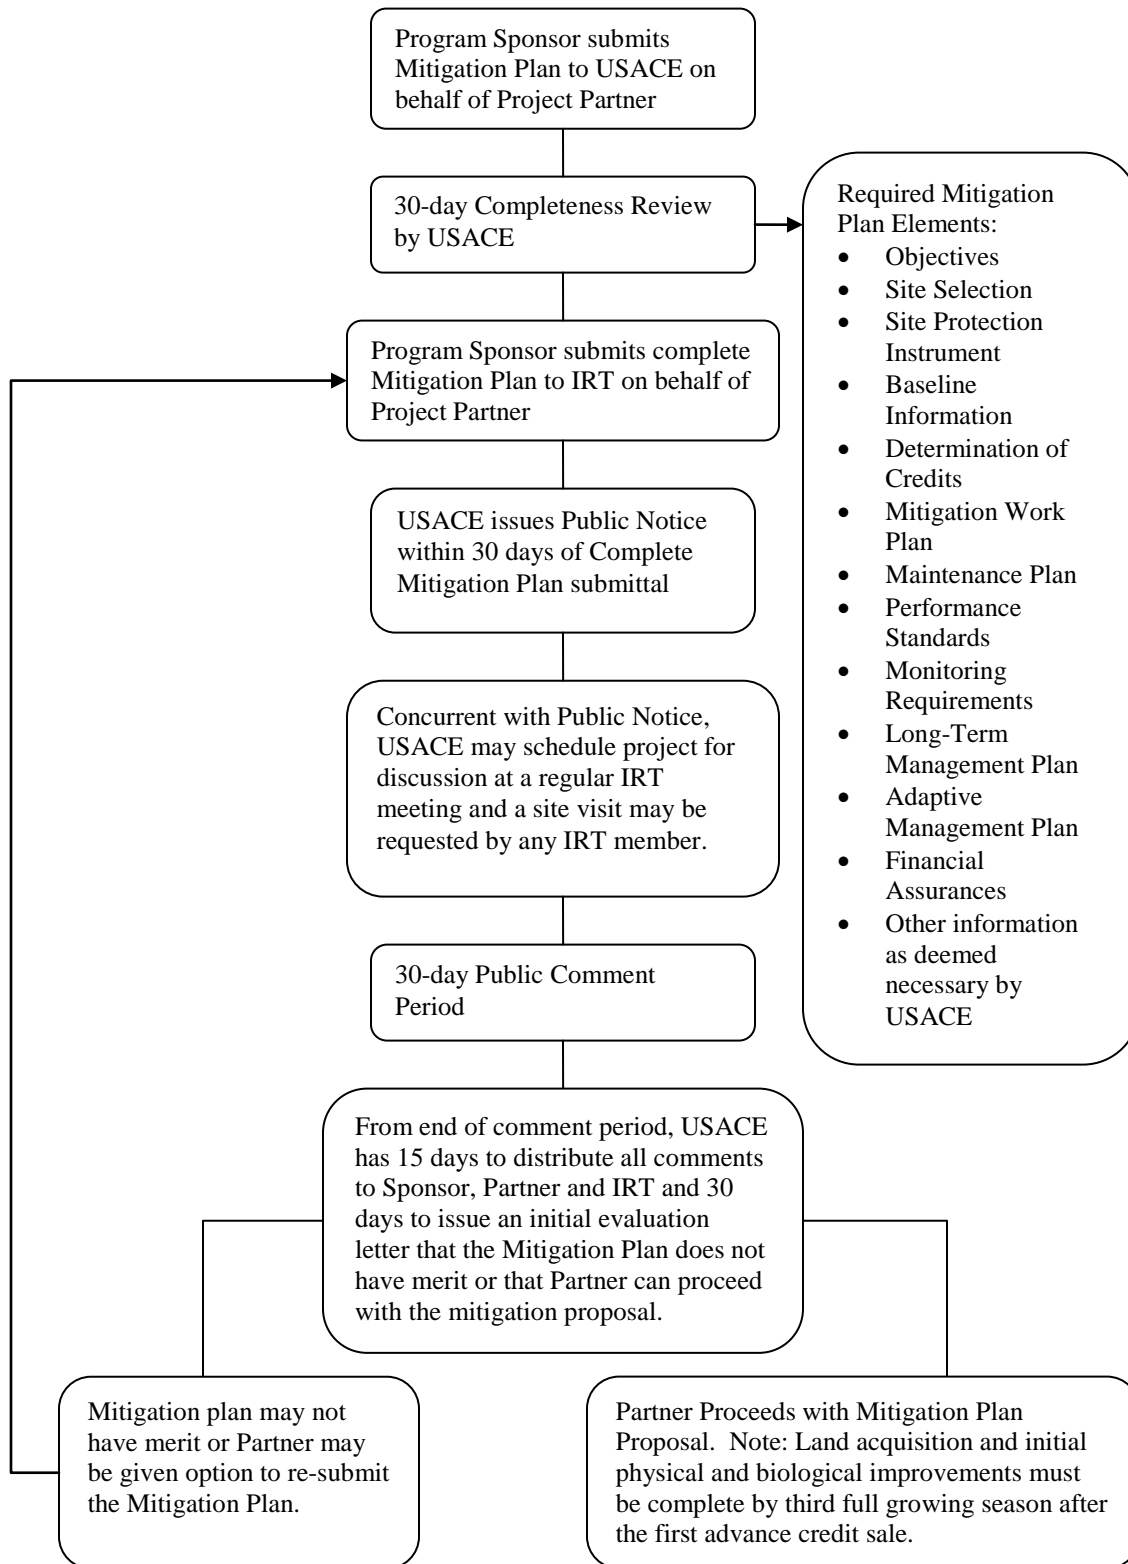 Program Sponsor submits
Mitigation Plan to USACE on
behalf of Project Partner
30-day Completeness Review
by USACE
Required Mitigation
Plan Elements:
• Objectives
• Site Selection
• Site Protection
Instrument
• Baseline
Information
• Determination of
Credits
• Mitigation Work
Plan
• Maintenance Plan
• Performance
Standards
• Monitoring
Requirements
• Long-Term
Management Plan
• Adaptive
Management Plan
• Financial
Assurances
• Other information
as deemed
necessary by
USACE
Program Sponsor submits complete
Mitigation Plan to IRT on behalf of
Project Partner
USACE issues Public Notice
within 30 days of Complete
Mitigation Plan submittal
Concurrent with Public Notice,
USACE may schedule project for
discussion at a regular IRT
meeting and a site visit may be
requested by any IRT member.
30-day Public Comment
Period
From end of comment period, USACE
has 15 days to distribute all comments
to Sponsor, Partner and IRT and 30
days to issue an initial evaluation
letter that the Mitigation Plan does not
have merit or that Partner can proceed
with the mitigation proposal.
Mitigation plan may not
have merit or Partner may
be given option to re-submit
the Mitigation Plan.
Partner Proceeds with Mitigation Plan
Proposal.  Note: Land acquisition and initial
physical and biological improvements must
be complete by third full growing season after
the first advance credit sale.